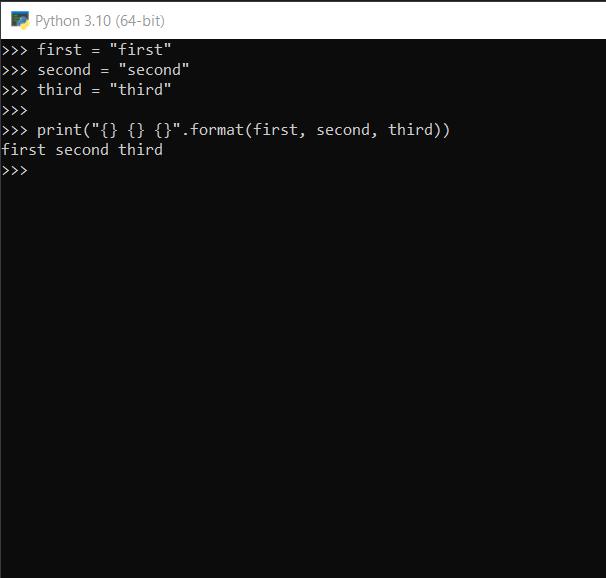 Python 3.10 (64-bit)
>>> first = "first"
>>> second = "second"
>>> third = "third"
>>>
>>> print("{} {} {}".format(first, second, third))
first second third
>>>